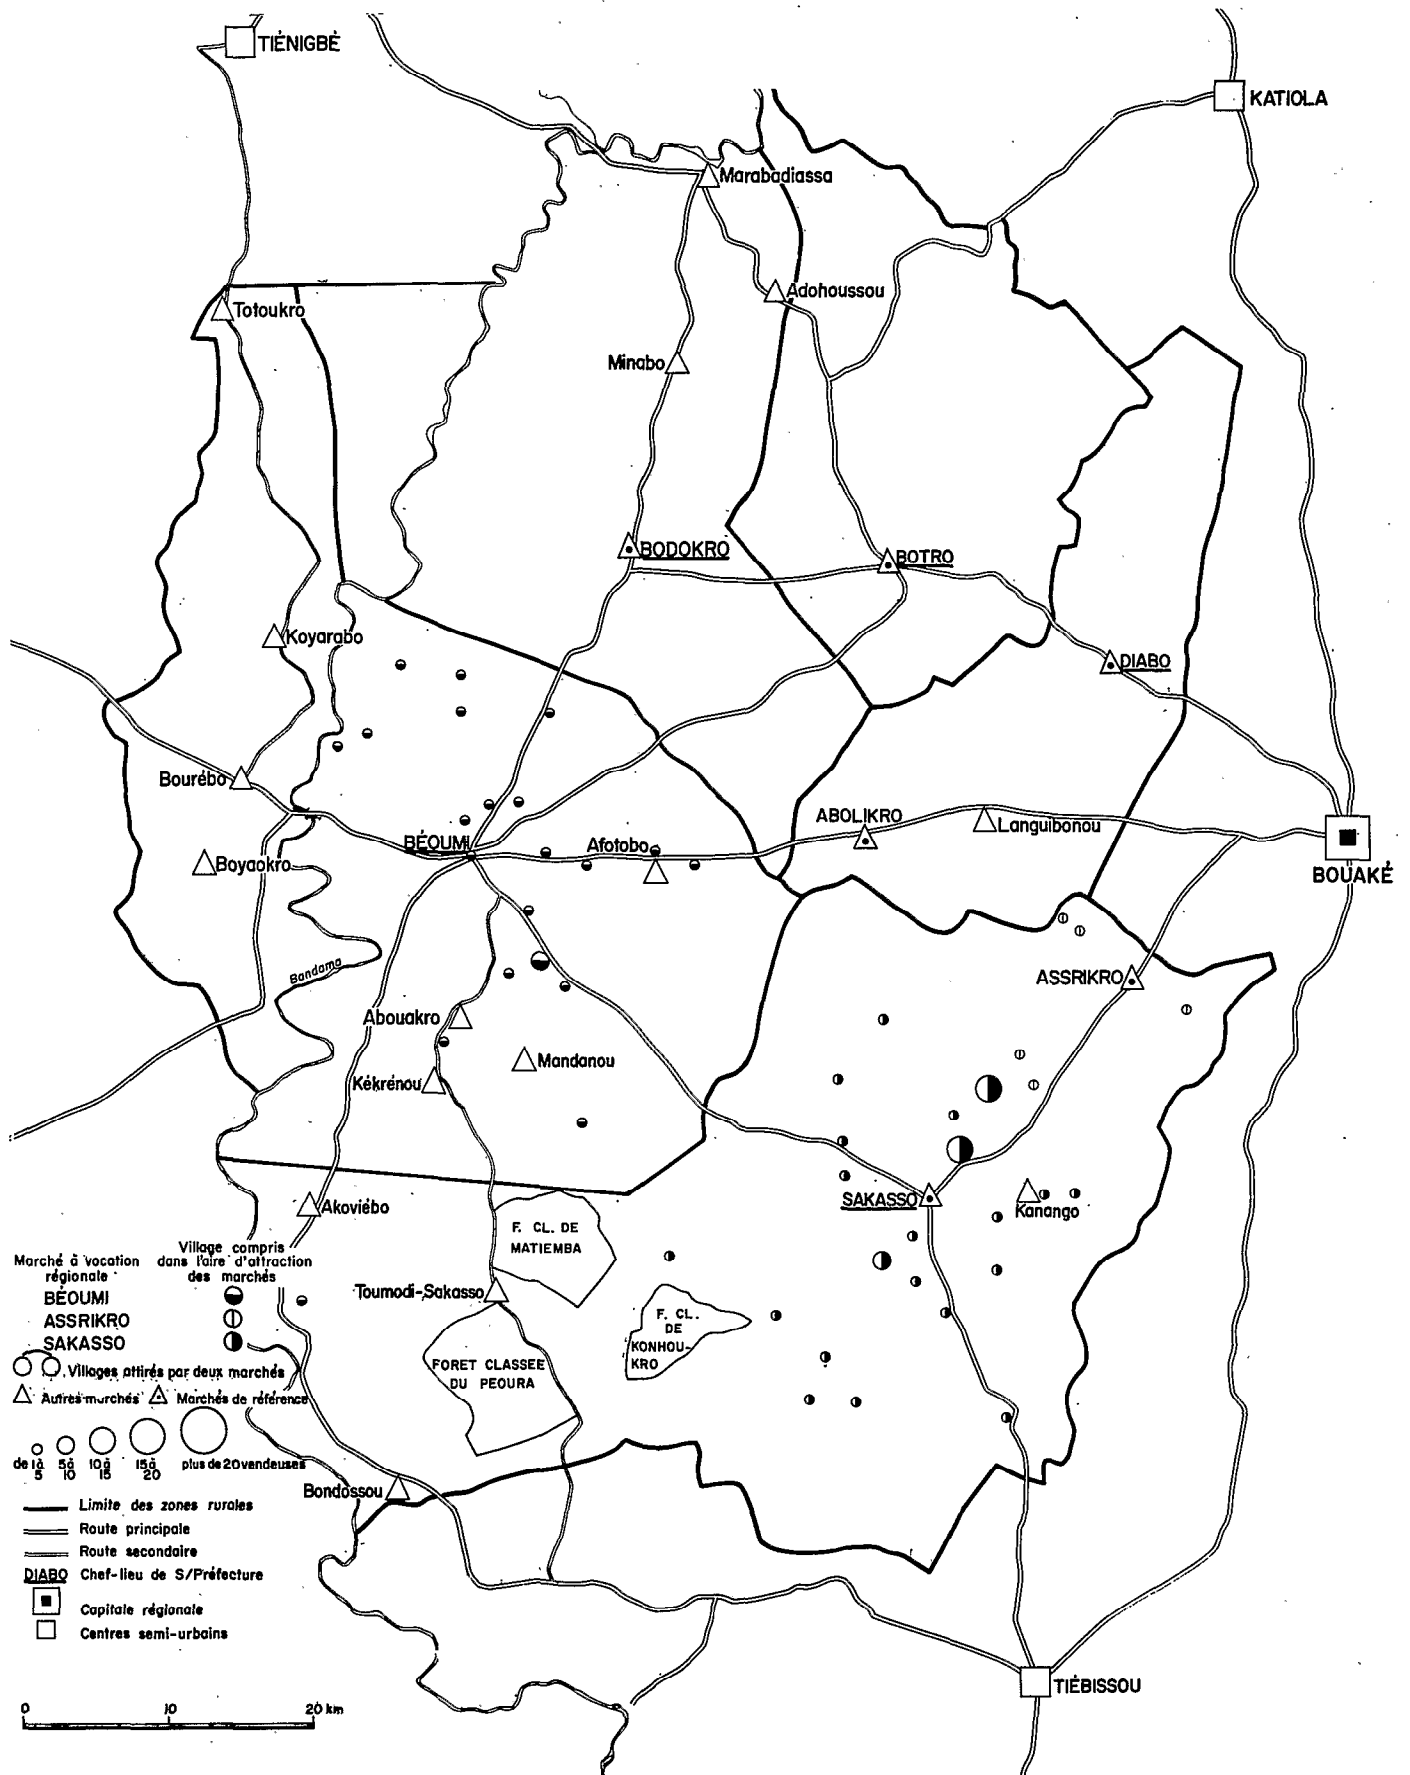 TIÉNIGBÉ
KATIOLA
Marabadiassa
Adohoussou
Totoukro
Minabo
BODOKRO
BOTRO
Koyarabo
DIABO
Bourébo
ABOLIKRO
Languibonou
BÉOUMI
Afotobo
Boyaokro
BOUAKÉ
Bandama
ASSRIKRO
Abouakro
Mandanou
Kékrénou
SAKASSO
Kanango
Akoviébo
F. CL. DE
MATIEMBA
Toumodi-Sakasso
F. CL.
DE
KONHOU-
KRO
FORET CLASSEE
DU PEOURA
Bondossou
TIÉBISSOU
Marché à vocation
régionale
Village compris
dans l'aire d'attraction
des marchés
BÉOUMI
ASSRIKRO
SAKASSO
Villages attirés par deux marchés
Autres marchés
Marchés de référence
de 1à
5
5à
10
10à
15
15à
20
plus de 20 vendeuses
Limite des zones rurales
Route principale
Route secondaire
DIABO Chef-lieu de S/Préfecture
Capitale régionale
Centres semi-urbains
0 10 20 km